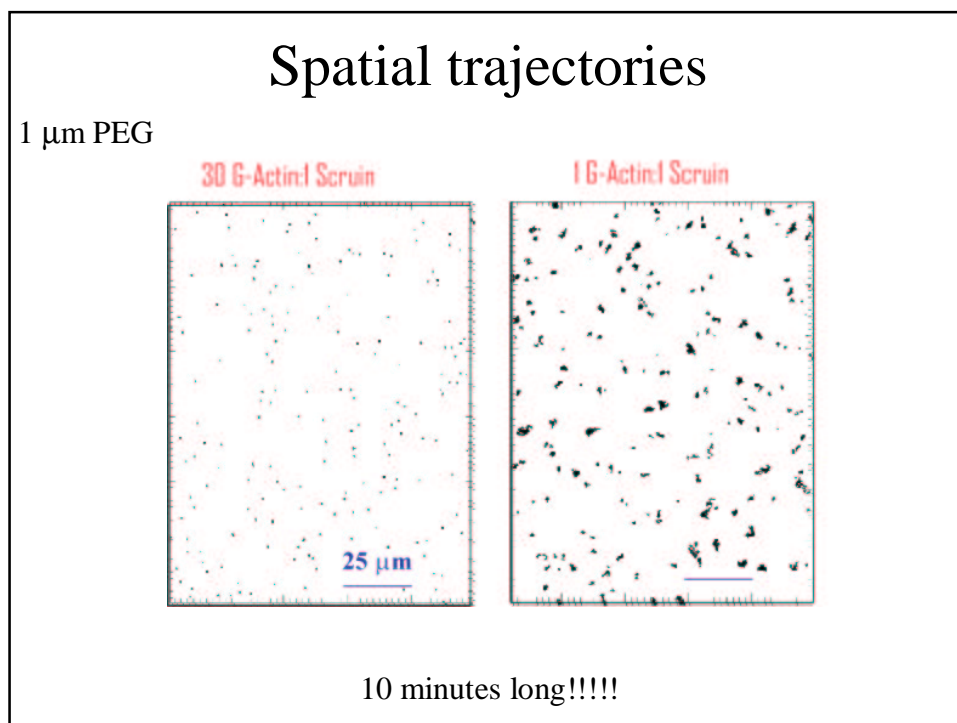 Spatial trajectories
1 μm PEG
30 G-Actin:1 Scruin
1 G-Actin:1 Scruin
25 μm
10 minutes long!!!!!